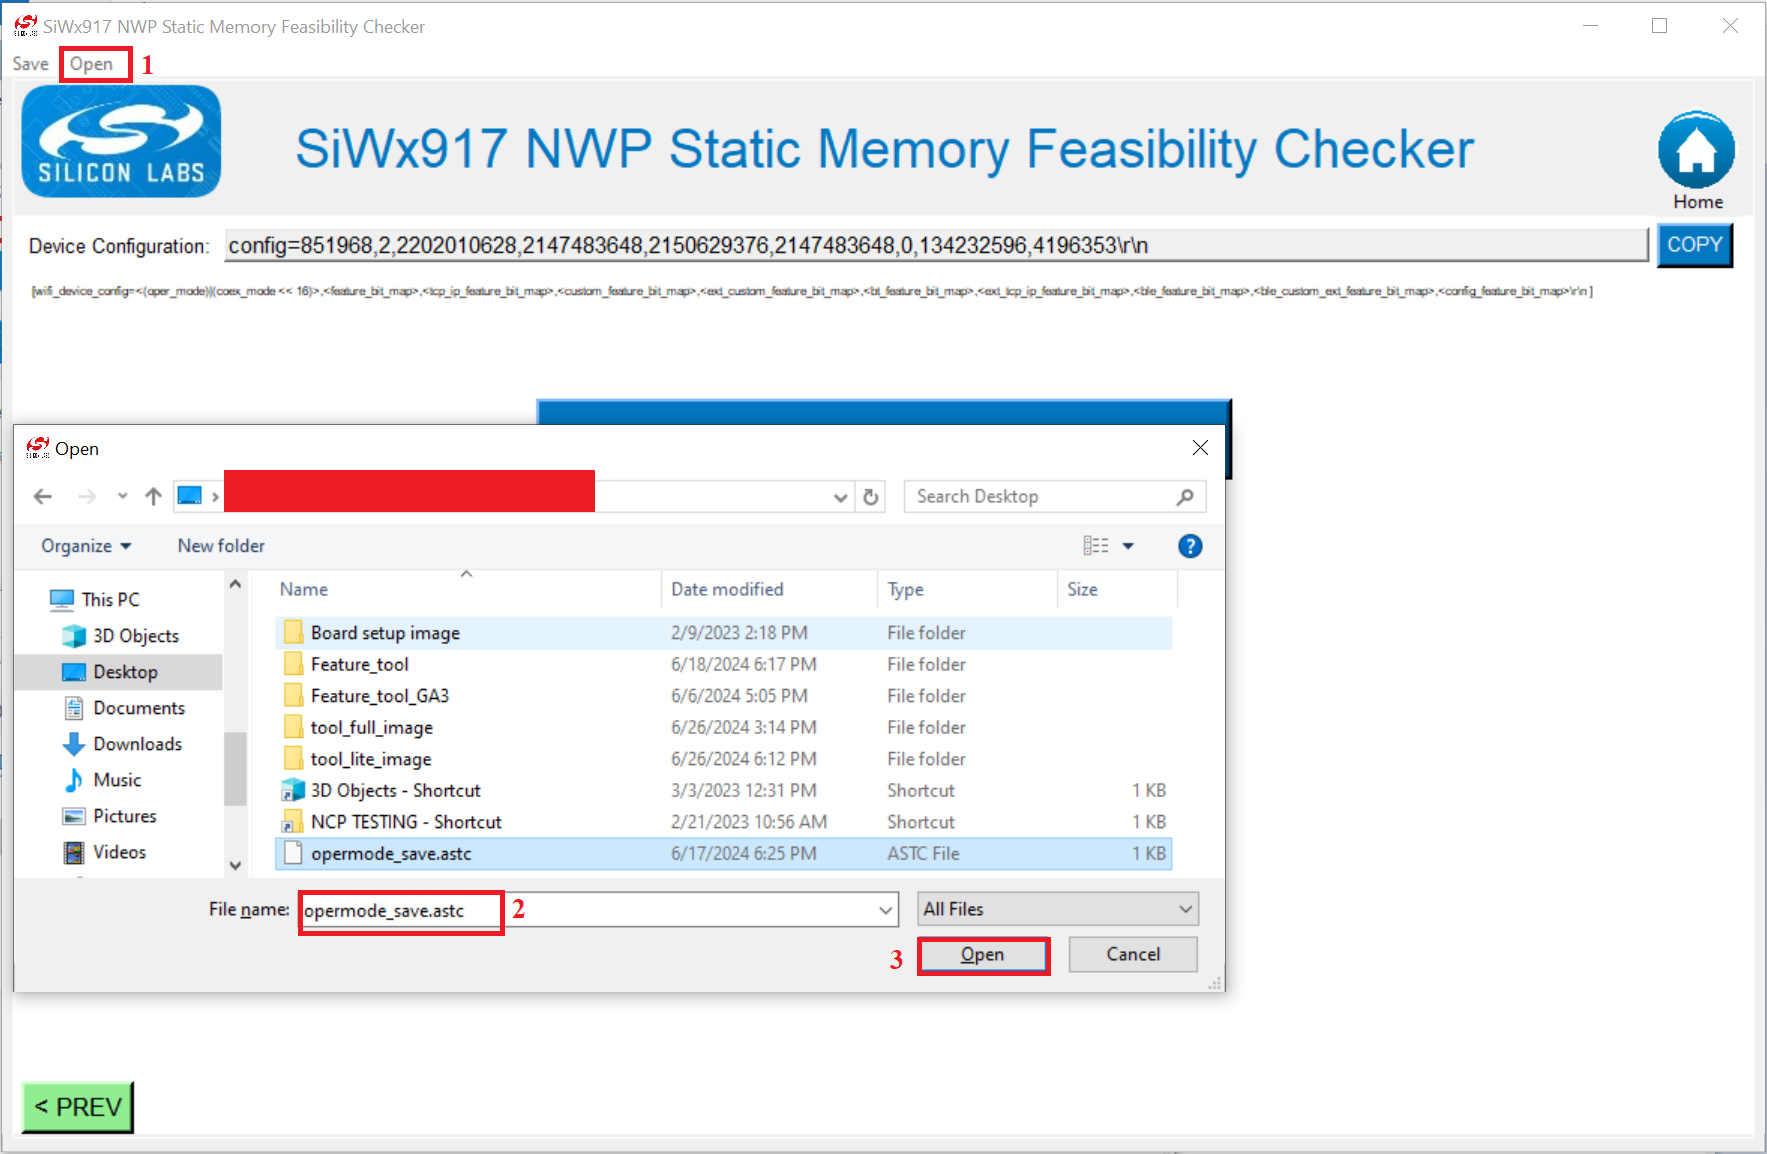 SiWx917 NWP Static Memory Feasibility Checker
Save Open 1
SILICON LABS
SiWx917 NWP Static Memory Feasibility Checker
Home
Device Configuration: config=851968,2,2202010628,2147483648,2150629376,2147483648,0,134232596,4196353\r\n COPY
[wifi_device_config=<(oper_mode)|(coex_mode << 16)>,<feature_bit_map>,<tcp_ip_feature_bit_map>,<custom_feature_bit_map>,<ext_custom_feature_bit_map>,<bt_feature_bit_map>,<ext_tcp_ip_feature_bit_map>,<ble_feature_bit_map>,<ble_custom_ext_feature_bit_map>,<config_feature_bit_map>\r\n ]
Open
Search Desktop
Organize New folder
This PC
3D Objects
Desktop
Documents
Downloads
Music
Pictures
Videos
Name Date modified Type Size
Board setup image 2/9/2023 2:18 PM File folder
Feature_tool 6/18/2024 6:17 PM File folder
Feature_tool_GA3 6/6/2024 5:05 PM File folder
tool_full_image 6/26/2024 3:14 PM File folder
tool_lite_image 6/26/2024 6:12 PM File folder
3D Objects - Shortcut 3/3/2023 12:31 PM Shortcut 1 KB
NCP TESTING - Shortcut 2/21/2023 10:56 AM Shortcut 1 KB
opermode_save.astc 6/17/2024 6:25 PM ASTC File 1 KB
File name: opermode_save.astc 2 All Files
3 Open Cancel
< PREV